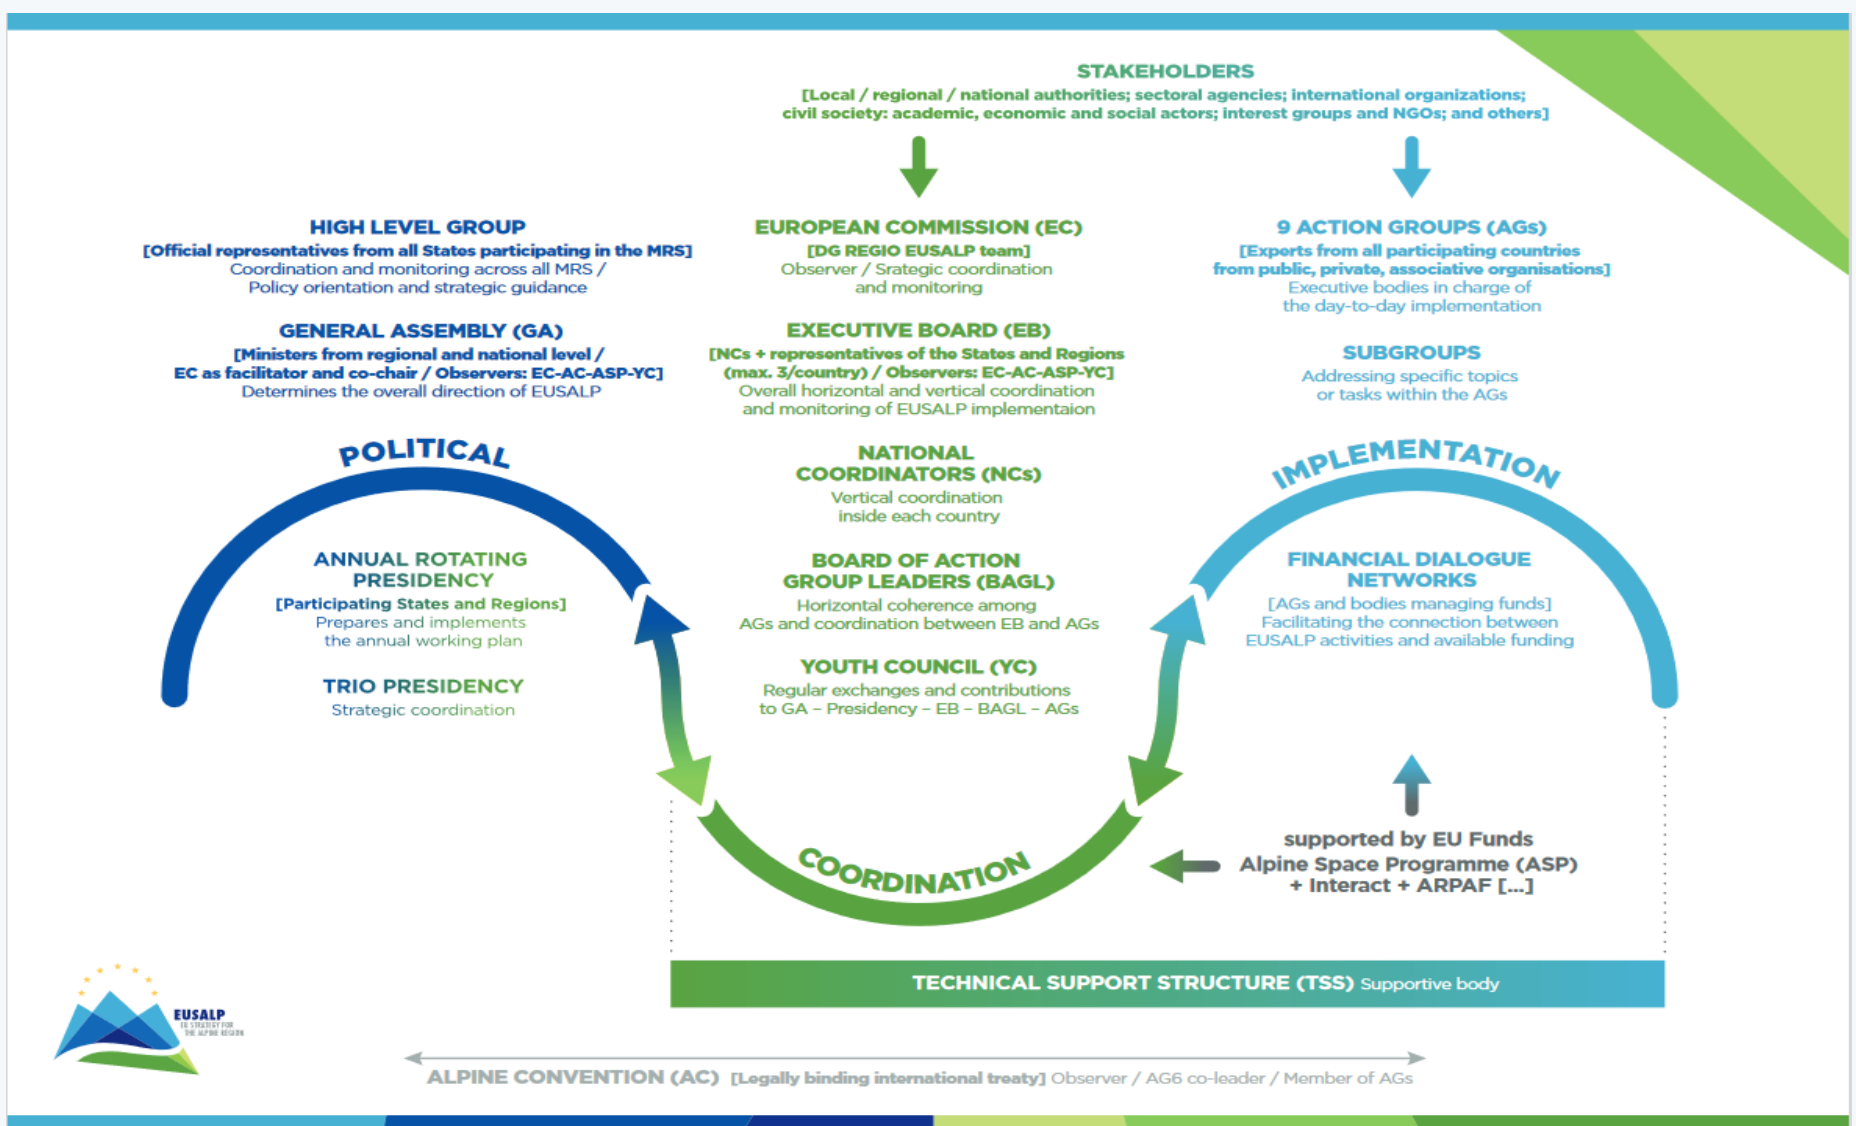 STAKEHOLDERS
[Local / regional / national authorities; sectoral agencies; international organizations;
civil society: academic, economic and social actors; interest groups and NGOs; and others]
HIGH LEVEL GROUP
[Official representatives from all States participating in the MRS]
Coordination and monitoring across all MRS /
Policy orientation and strategic guidance
GENERAL ASSEMBLY (GA)
[Ministers from regional and national level /
EC as facilitator and co-chair / Observers: EC-AC-ASP-YC]
Determines the overall direction of EUSALP
POLITICAL
ANNUAL ROTATING
PRESIDENCY
[Participating States and Regions]
Prepares and implements
the annual working plan
TRIO PRESIDENCY
Strategic coordination
EUROPEAN COMMISSION (EC)
[DG REGIO EUSALP team]
Observer / Srategic coordination
and monitoring
EXECUTIVE BOARD (EB)
[NCs + representatives of the States and Regions
(max. 3/country) / Observers: EC-AC-ASP-YC]
Overall horizontal and vertical coordination
and monitoring of EUSALP implementaion
NATIONAL
COORDINATORS (NCs)
Vertical coordination
inside each country
BOARD OF ACTION
GROUP LEADERS (BAGL)
Horizontal coherence among
AGs and coordination between EB and AGs
YOUTH COUNCIL (YC)
Regular exchanges and contributions
to GA – Presidency – EB – BAGL – AGs
COORDINATION
9 ACTION GROUPS (AGs)
[Experts from all participating countries
from public, private, associative organisations]
Executive bodies in charge of
the day-to-day implementation
SUBGROUPS
Addressing specific topics
or tasks within the AGs
IMPLEMENTATION
FINANCIAL DIALOGUE
NETWORKS
[AGs and bodies managing funds]
Facilitating the connection between
EUSALP activities and available funding
supported by EU Funds
Alpine Space Programme (ASP)
+ Interact + ARPAF [...]
TECHNICAL SUPPORT STRUCTURE (TSS) Supportive body
EUSALP
EU STRATEGY FOR
THE ALPINE REGION
ALPINE CONVENTION (AC) [Legally binding international treaty] Observer / AG6 co-leader / Member of AGs